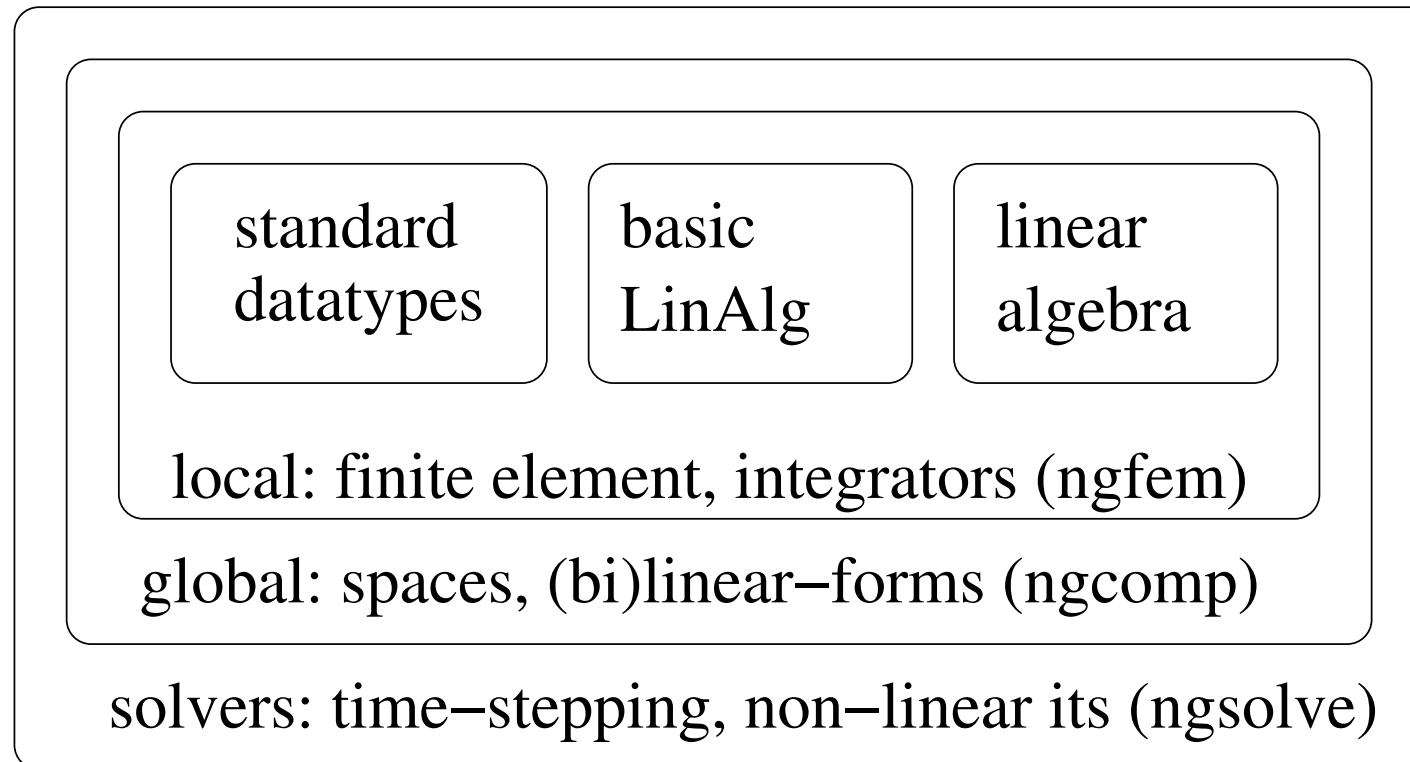 standard
datatypes
basic
LinAlg
linear
algebra
local: finite element, integrators (ngfem)
global: spaces, (bi)linear−forms (ngcomp)
solvers: time−stepping, non−linear its (ngsolve)